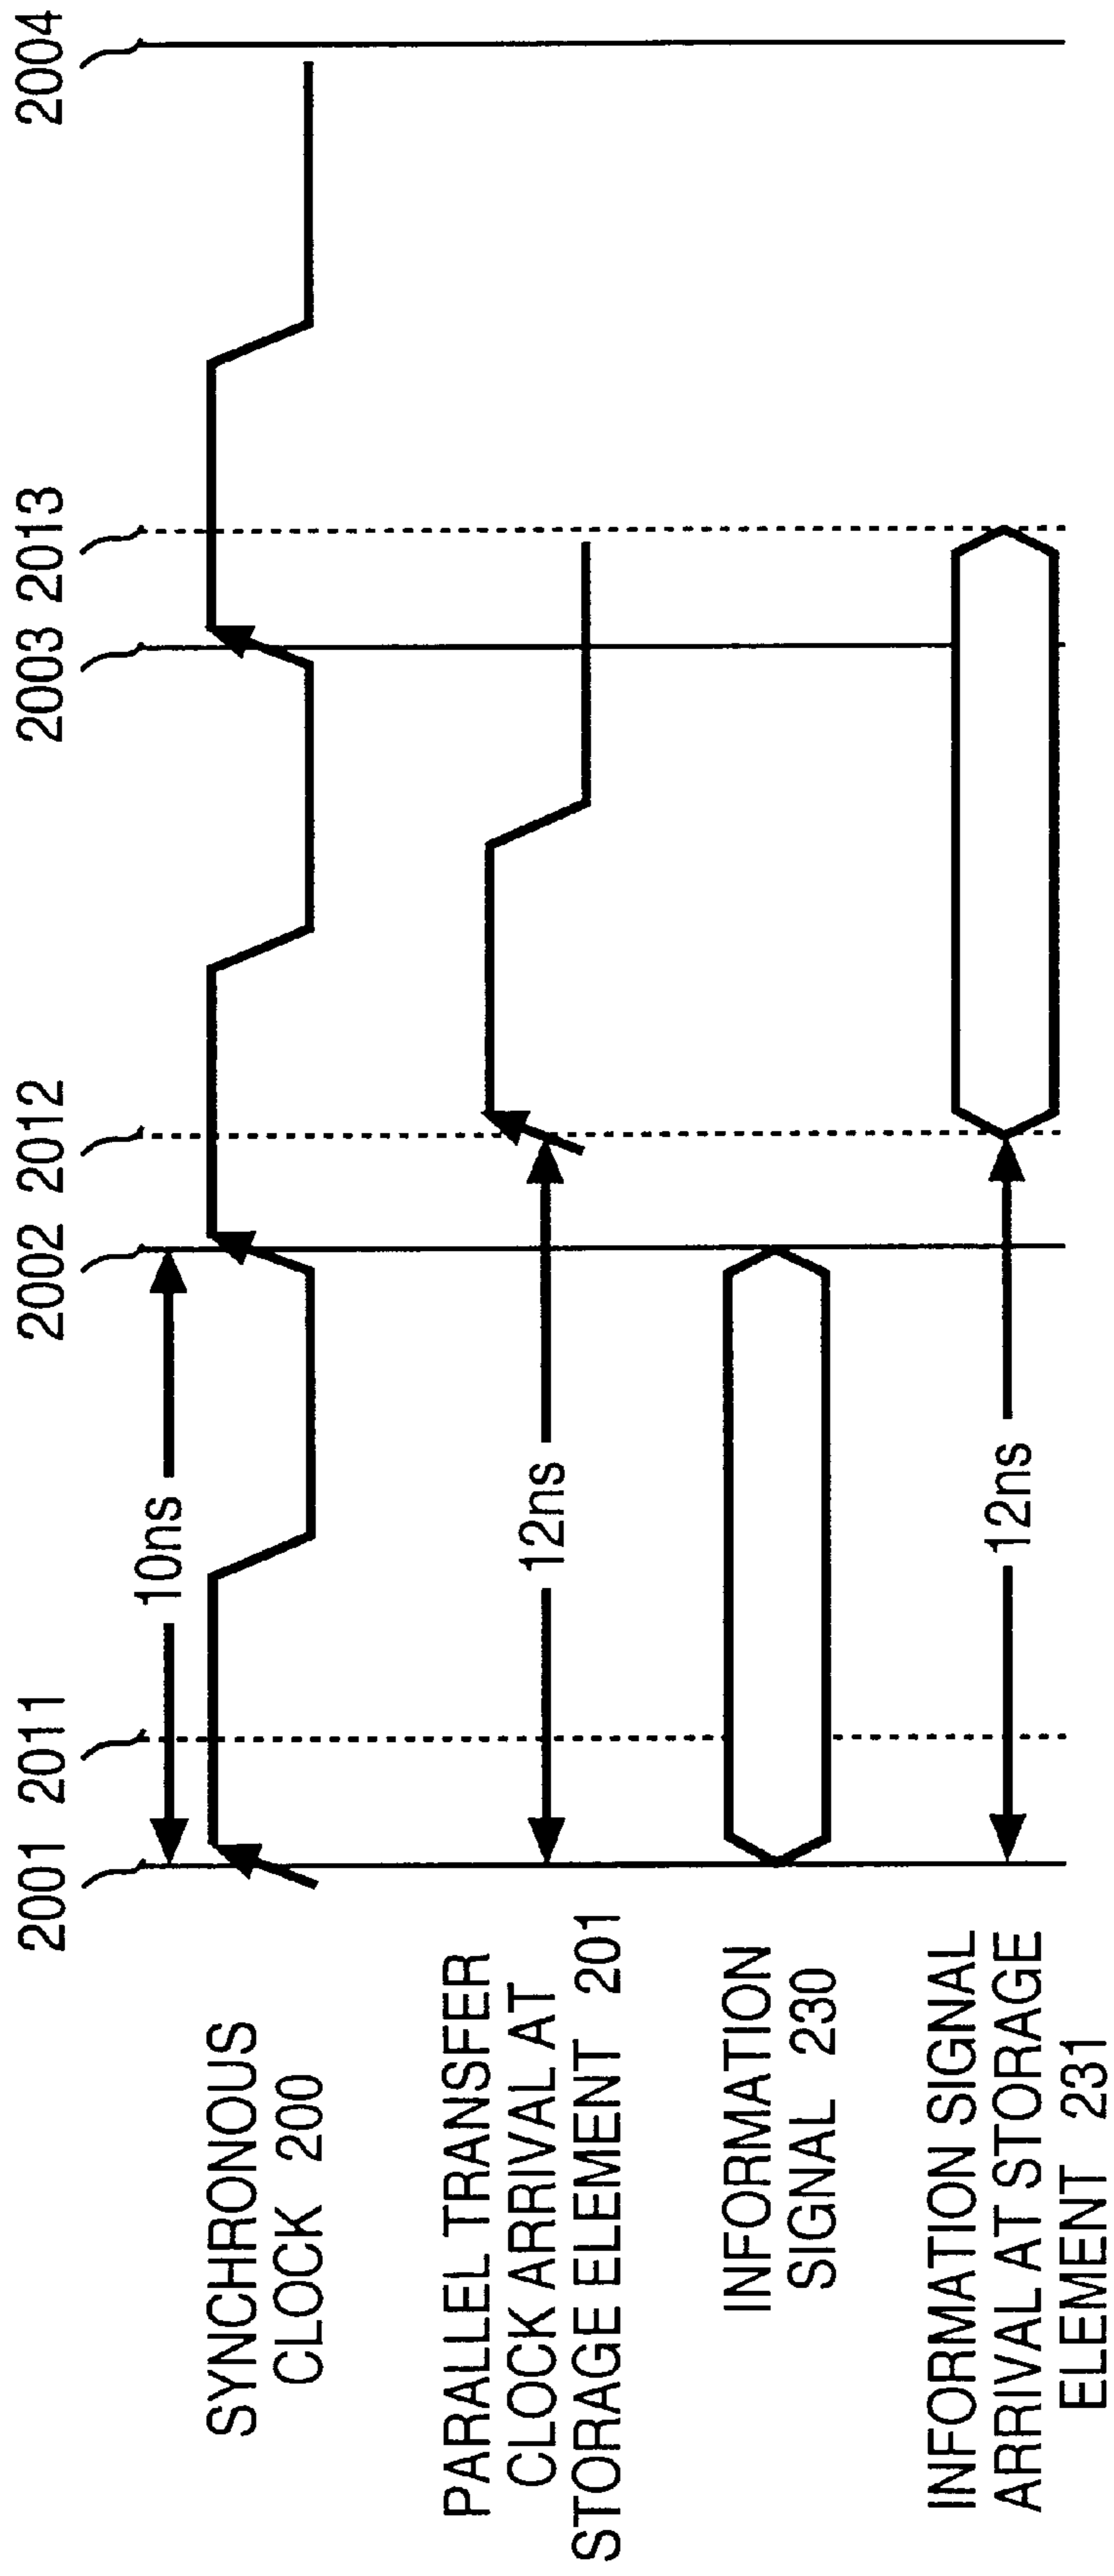 2001 2011 2002 2012 2003 2013 2004
10ns
SYNCHRONOUS
CLOCK 200
12ns
PARALLEL TRANSFER
CLOCK ARRIVAL AT
STORAGE ELEMENT 201
INFORMATION
SIGNAL 230
12ns
INFORMATION SIGNAL
ARRIVAL AT STORAGE
ELEMENT 231